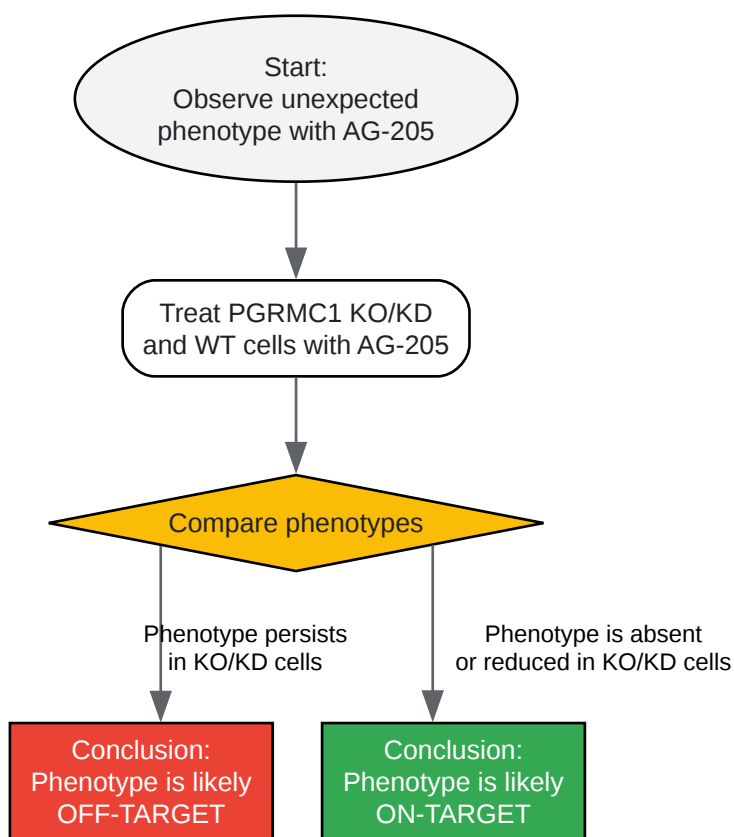 Start:
Observe unexpected
phenotype with AG-205
Treat PGRMC1 KO/KD
and WT cells with AG-205
Compare phenotypes
Phenotype persists
in KO/KD cells
Phenotype is absent
or reduced in KO/KD cells
Conclusion:
Phenotype is likely
OFF-TARGET
Conclusion:
Phenotype is likely
ON-TARGET